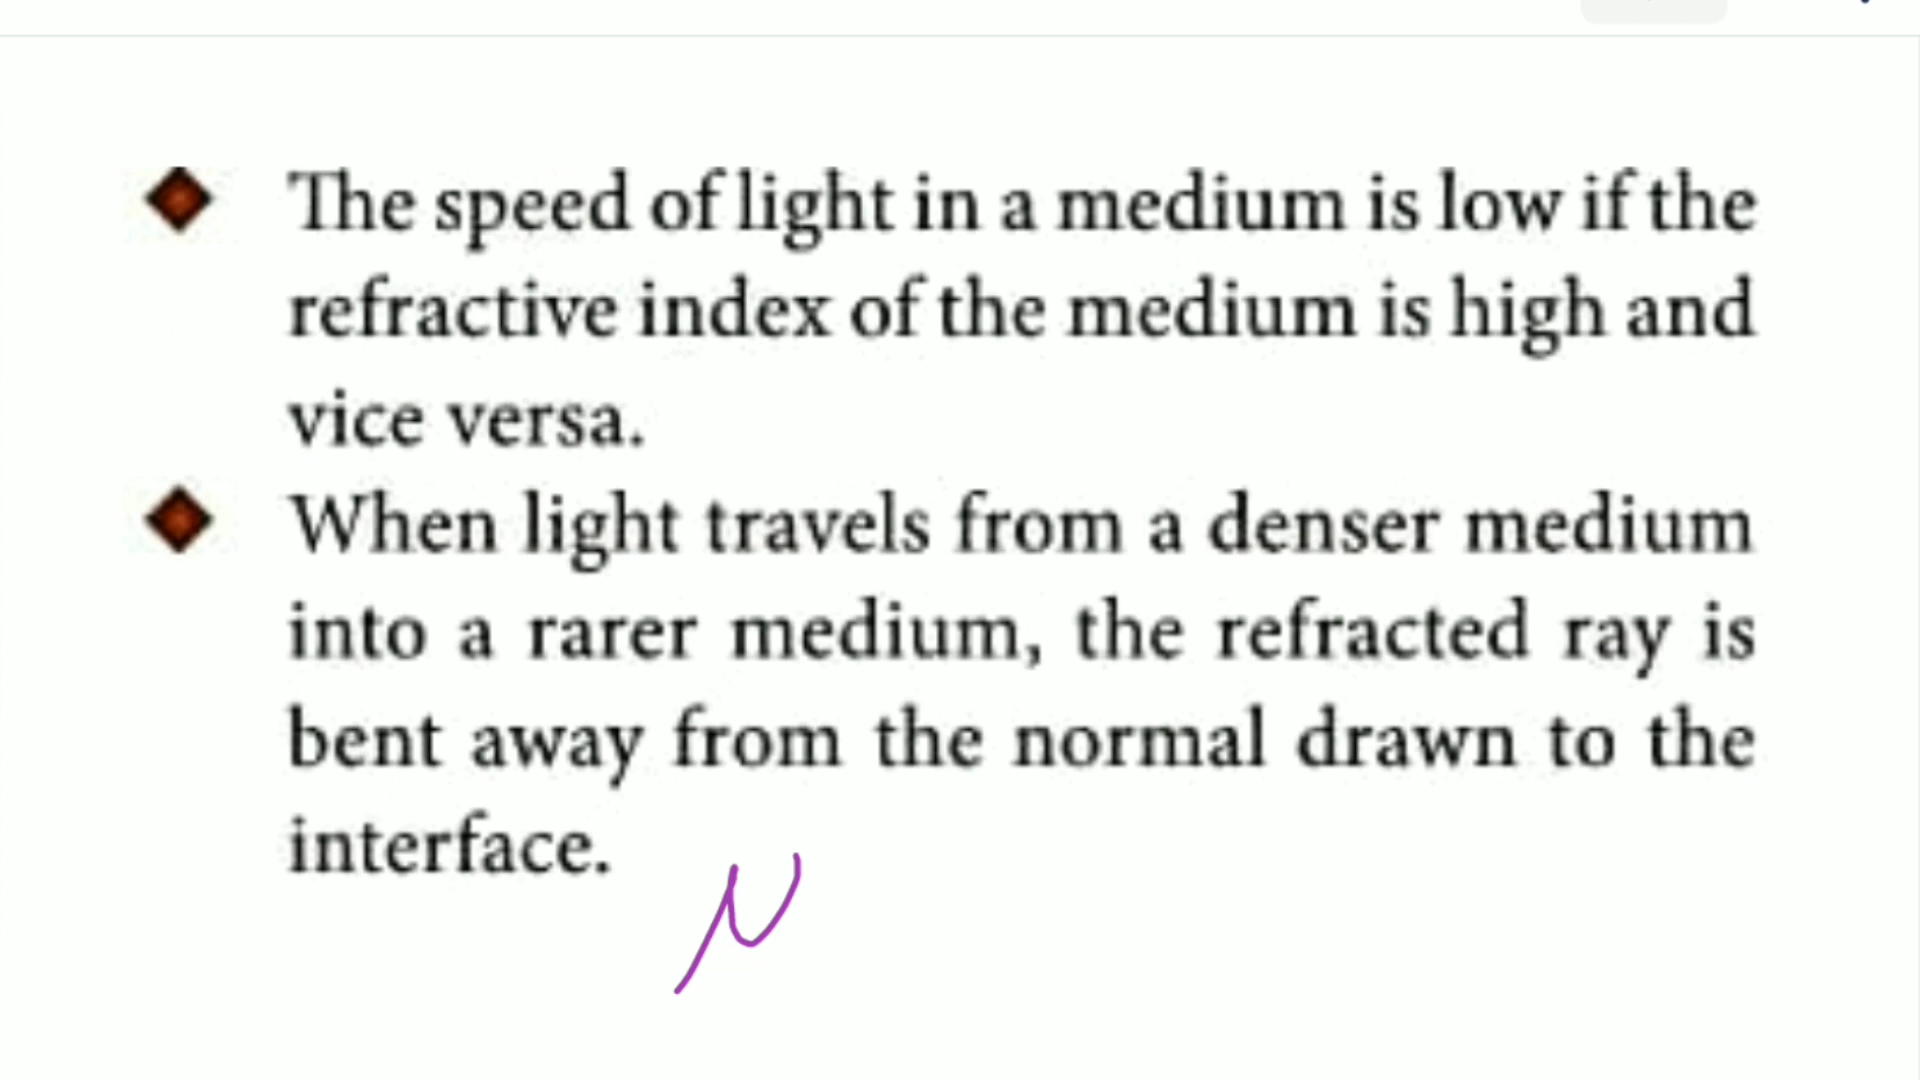 The speed of light in a medium is low if the
refractive index of the medium is high and
vice versa.
When light travels from a denser medium
into a rarer medium, the refracted ray is
bent away from the normal drawn to the
interface.